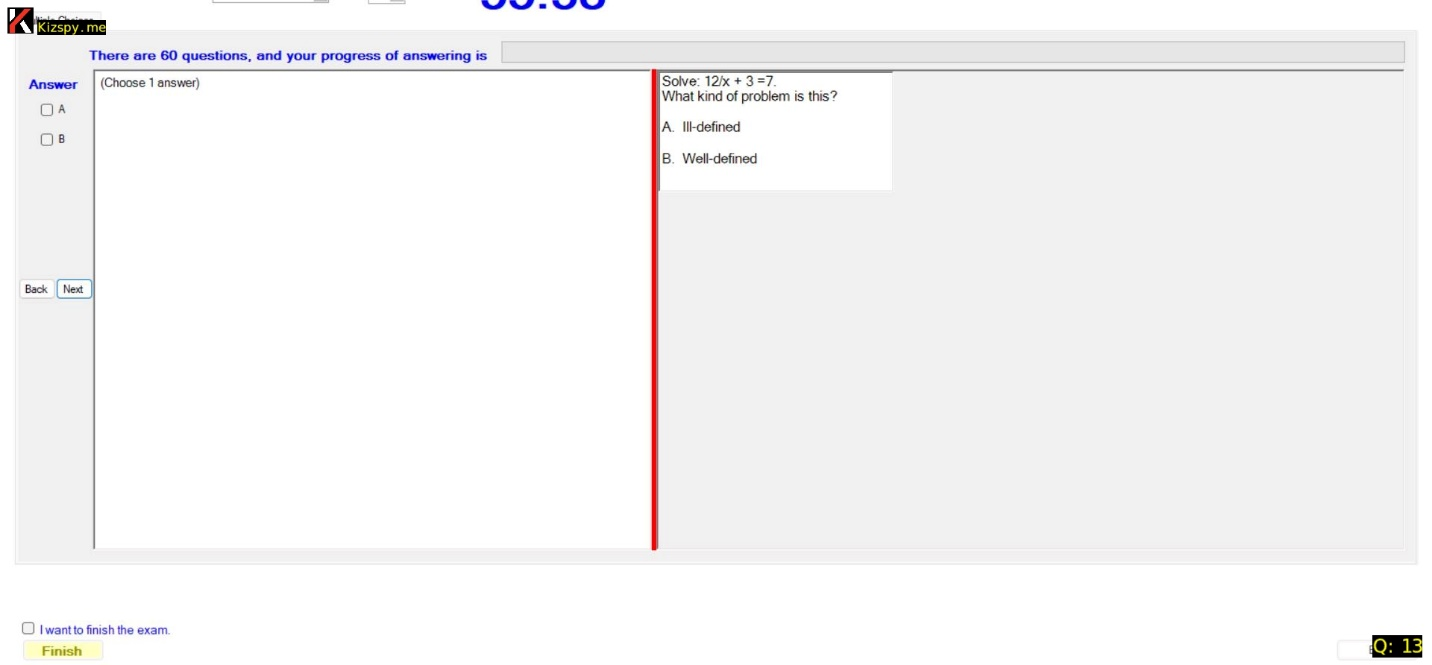 Kizspy.me
There are 60 questions, and your progress of answering is
Answer
(Choose 1 answer)
A
B
Solve: 12/x + 3 =7.
What kind of problem is this?
A. Ill-defined
B. Well-defined
Back Next
I want to finish the exam.
Finish
Q: 13